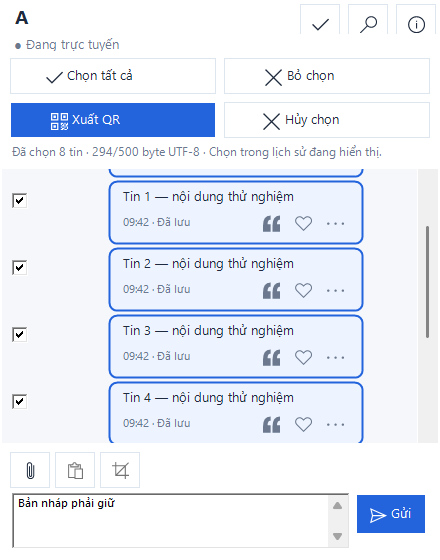 A
Đang trực tuyến
Chọn tất cả
Bỏ chọn
Xuất QR
Hủy chọn
Đã chọn 8 tin · 294/500 byte UTF-8 · Chọn trong lịch sử đang hiển thị.
Tin 1 — nội dung thử nghiệm
09:42 · Đã lưu
Tin 2 — nội dung thử nghiệm
09:42 · Đã lưu
Tin 3 — nội dung thử nghiệm
09:42 · Đã lưu
Tin 4 — nội dung thử nghiệm
09:42 · Đã lưu
Bản nháp phải giữ
Gửi